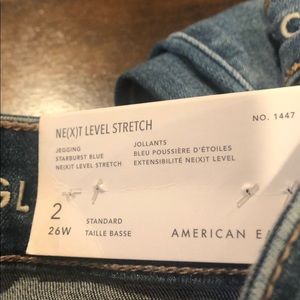 NE(X)T LEVEL STRETCH
NO. 1447
JEGGING
STARBURST BLUE
NE(X)T LEVEL STRETCH
JOLLANTS
BLEU POUSSIÈRE D'ÉTOILES
EXTENSIBILITÉ NE(X)T LEVEL
2
26W
STANDARD
TAILLE BASSE
AMERICAN EA